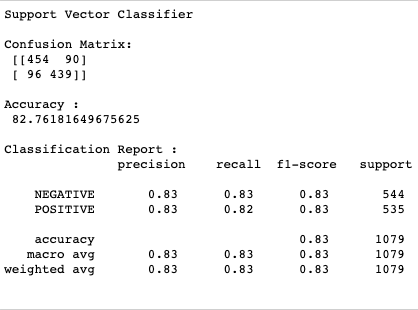 Support Vector Classifier
Confusion Matrix:
[[454  90]
[ 96 439]]
Accuracy :
82.76181649675625
Classification Report :
precision    recall  f1-score   support
NEGATIVE       0.83      0.83      0.83       544
POSITIVE       0.83      0.82      0.83       535
accuracy                           0.83      1079
macro avg       0.83      0.83      0.83      1079
weighted avg       0.83      0.83      0.83      1079